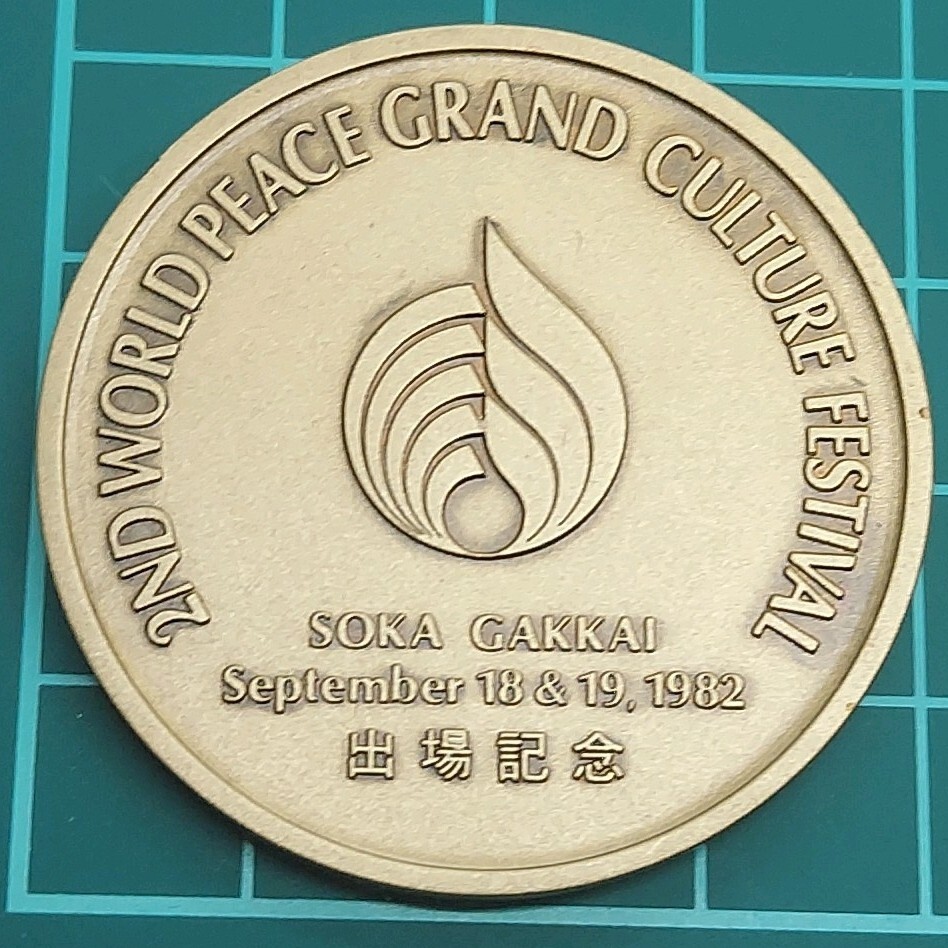 2ND WORLD PEACE GRAND CULTURE FESTIVAL
SOKA GAKKAI
September 18 & 19, 1982
出場記念